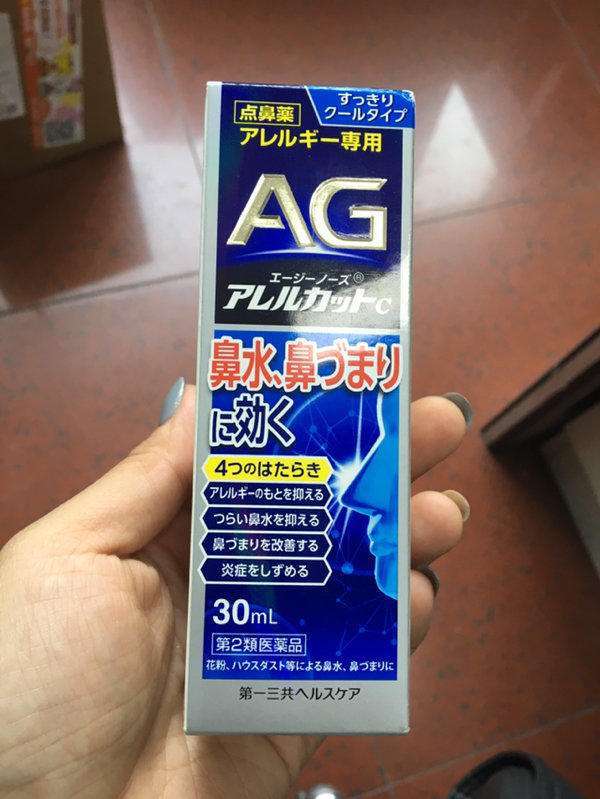 点鼻薬
すっきり
クールタイプ
アレルギー専用
AG
エージーノーズ®
アレルカットC
鼻水、鼻づまり
に効く
4つのはたらき
アレルギーのもとを抑える
つらい鼻水を抑える
鼻づまりを改善する
炎症をしずめる
30mL
第2類医薬品
花粉、ハウスダスト等による鼻水、鼻づまりに
第一三共ヘルスケア